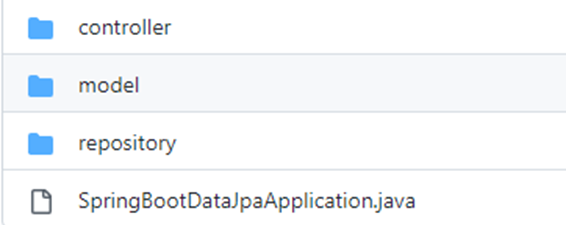 controller
model
repository
SpringBootDataJpaApplication.java